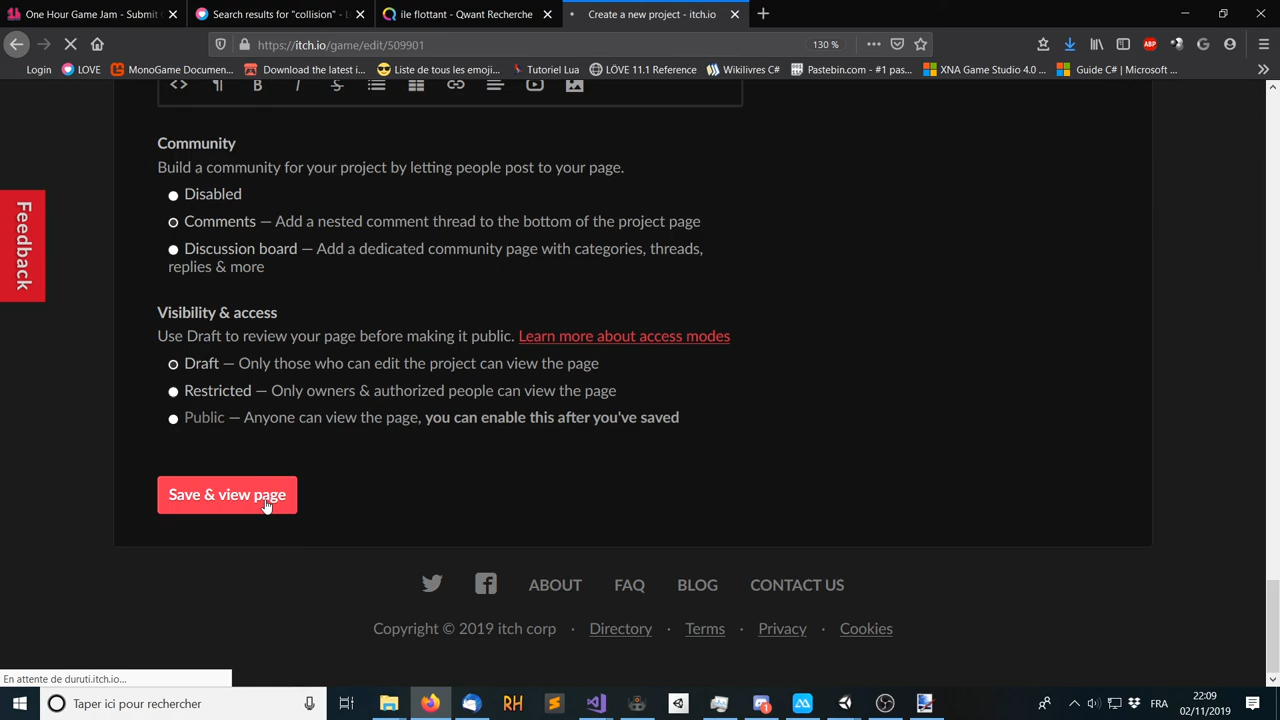 One Hour Game Jam - Submit G
Search results for "collision" - L
ile flottant - Qwant Recherche
Create a new project - itch.io
https://itch.io/game/edit/509901
130 %
Login
LÖVE
MonoGame Documen...
Download the latest i...
Liste de tous les emoji...
Tutoriel Lua
LÖVE 11.1 Reference
Wikilivres C#
Pastebin.com - #1 pas...
XNA Game Studio 4.0 ...
Guide C# | Microsoft ...
Community
Build a community for your project by letting people post to your page.
Disabled
Comments — Add a nested comment thread to the bottom of the project page
Discussion board — Add a dedicated community page with categories, threads,
replies & more
Feedback
Visibility & access
Use Draft to review your page before making it public. Learn more about access modes
Draft — Only those who can edit the project can view the page
Restricted — Only owners & authorized people can view the page
Public — Anyone can view the page, you can enable this after you've saved
Save & view page
ABOUT
FAQ
BLOG
CONTACT US
Copyright © 2019 itch corp · Directory · Terms · Privacy · Cookies
En attente de duruti.itch.io...
Taper ici pour rechercher
RH
FR
22:09
02/11/2019